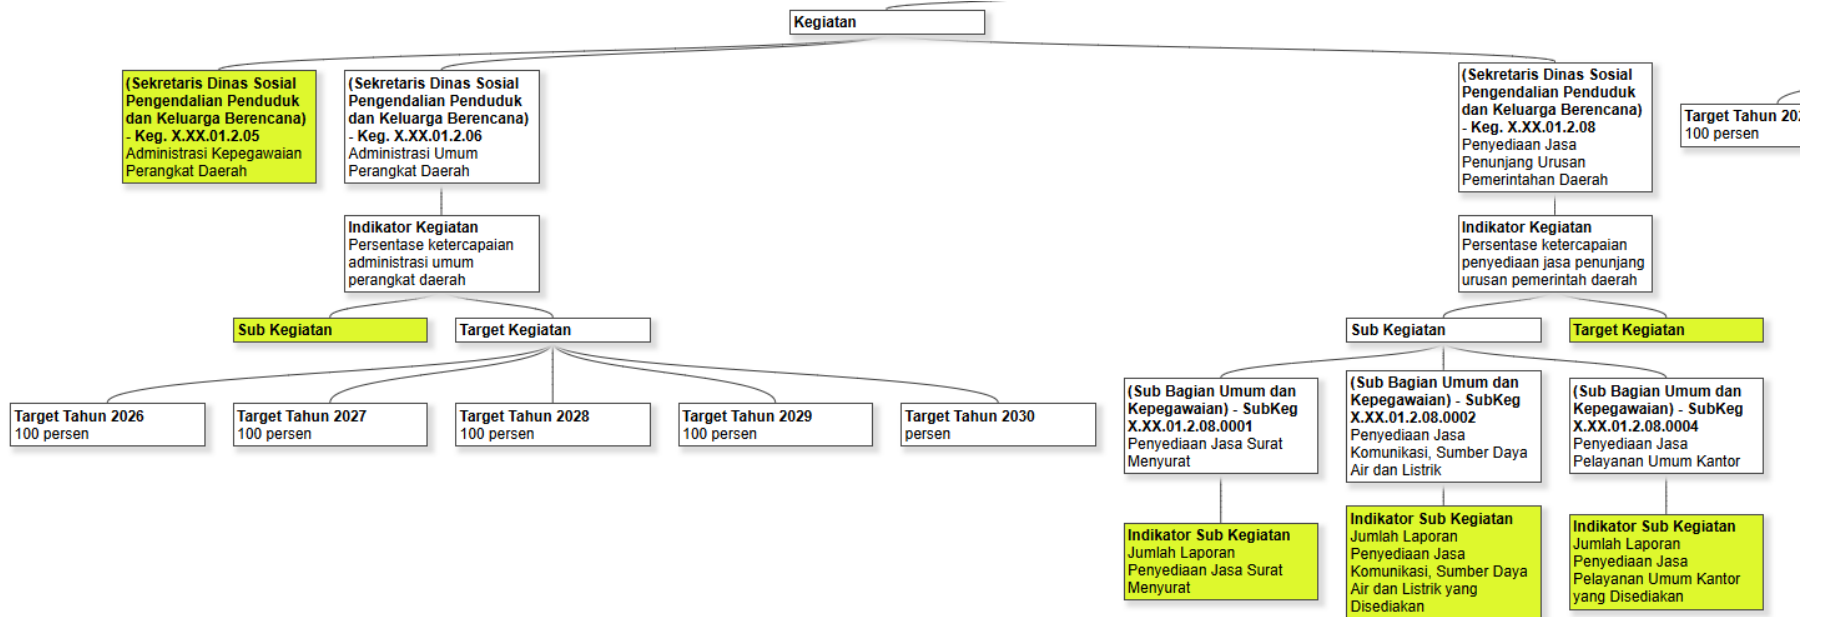 Kegiatan
(Sekretaris Dinas Sosial
Pengendalian Penduduk
dan Keluarga Berencana)
- Keg. X.XX.01.2.05
Administrasi Kepegawaian
Perangkat Daerah
(Sekretaris Dinas Sosial
Pengendalian Penduduk
dan Keluarga Berencana)
- Keg. X.XX.01.2.06
Administrasi Umum
Perangkat Daerah
(Sekretaris Dinas Sosial
Pengendalian Penduduk
dan Keluarga Berencana)
- Keg. X.XX.01.2.08
Penyediaan Jasa
Penunjang Urusan
Pemerintahan Daerah
Target Tahun
100 persen
Indikator Kegiatan
Persentase ketercapaian
administrasi umum
perangkat daerah
Indikator Kegiatan
Persentase ketercapaian
penyediaan jasa penunjang
urusan pemerintah daerah
Sub Kegiatan
Target Kegiatan
Sub Kegiatan
Target Kegiatan
Target Tahun 2026
100 persen
Target Tahun 2027
100 persen
Target Tahun 2028
100 persen
Target Tahun 2029
100 persen
Target Tahun 2030
persen
(Sub Bagian Umum dan
Kepegawaian) - SubKeg
X.XX.01.2.08.0001
Penyediaan Jasa Surat
Menyurat
(Sub Bagian Umum dan
Kepegawaian) - SubKeg
X.XX.01.2.08.0002
Penyediaan Jasa
Komunikasi, Sumber Daya
Air dan Listrik
(Sub Bagian Umum dan
Kepegawaian) - SubKeg
X.XX.01.2.08.0004
Penyediaan Jasa
Pelayanan Umum Kantor
Indikator Sub Kegiatan
Jumlah Laporan
Penyediaan Jasa Surat
Menyurat
Indikator Sub Kegiatan
Jumlah Laporan
Penyediaan Jasa
Komunikasi, Sumber Daya
Air dan Listrik yang
Disediakan
Indikator Sub Kegiatan
Jumlah Laporan
Penyediaan Jasa
Pelayanan Umum Kantor
yang Disediakan